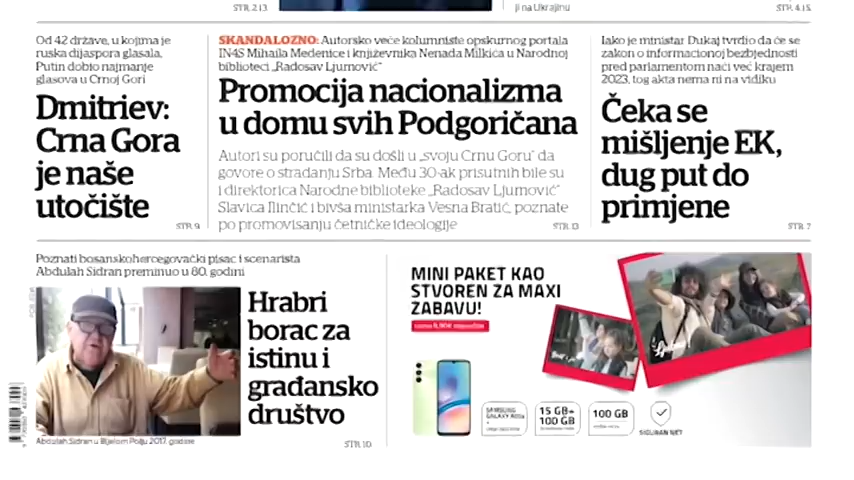 STR. 2.13
ji na Ukrajinu
STR. 4.15
Od 42 države, u kojima je
ruska dijaspora glasala,
Putin dobio najmanje
glasova u Crnoj Gori
Dmitriev:
Crna Gora
je naše
utočište
STR. 9
SKANDALOZNO: Autorsko veče kolumniste opskurnog portala
IN4S Mihaila Medenice i književnika Nenada Milkića u Narodnoj
biblioteci „Radosav Ljumović“
Promocija nacionalizma
u domu svih Podgoričana
Autori su poručili da su došli u „svoju Crnu Goru“ da
govore o stradanju Srba. Među 30-ak prisutnih bile su
i direktorica Narodne biblioteke „Radosav Ljumović“
Slavica Ilinčić i bivša ministarka Vesna Bratić, poznate
po promovisanju četničke ideologije
STR. 13
Iako je ministar Dukaj tvrdio da će se
zakon o informacionoj bezbjednosti
pred parlamentom naći već krajem
2023, tog akta nema ni na vidiku
Čeka se
mišljenje EK,
dug put do
primjene
STR. 7
Poznati bosanskohercegovački pisac i scenarista
Abdulah Sidran preminuo u 80. godini
Hrabri
borac za
istinu i
građansko
društvo
STR. 10
Abdulah Sidran u Bijelom Polju 2017. godine
MINI PAKET KAO
STVOREN ZA MAXI
ZABAVU!
SAMSUNG
15 GB+
100 GB
100 GB
SIGURAN NET